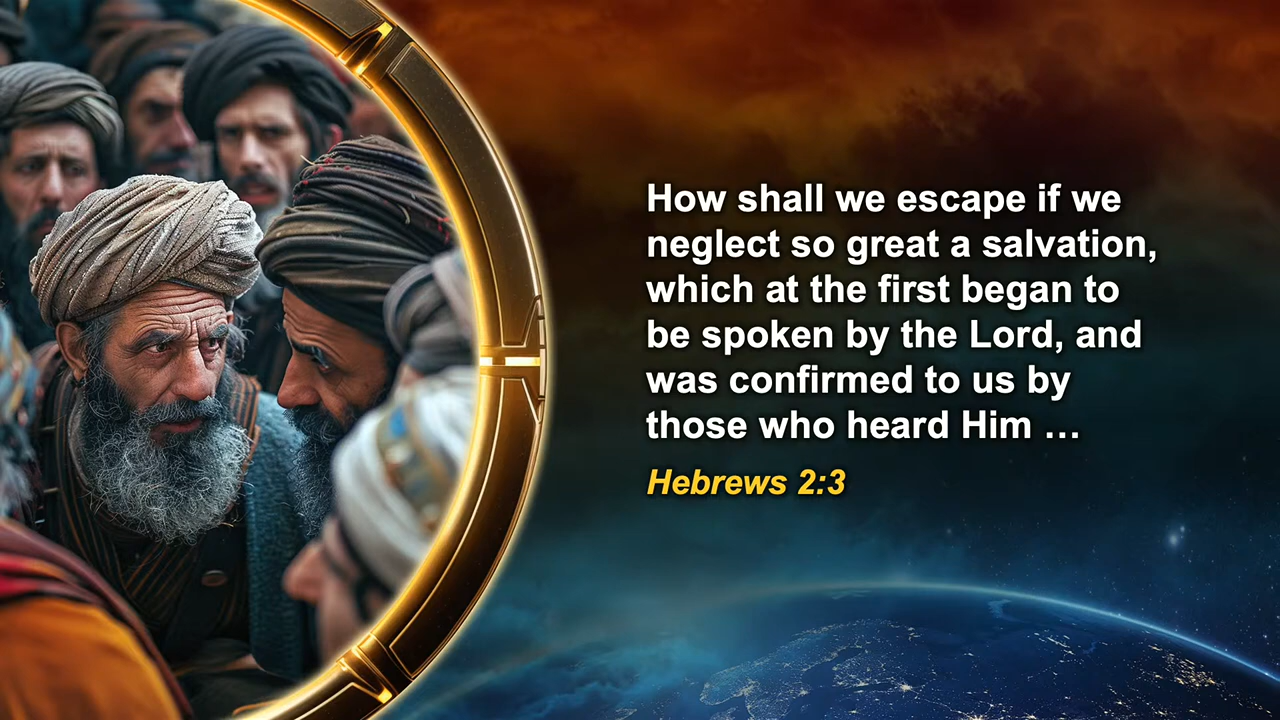 How shall we escape if we
neglect so great a salvation,
which at the first began to
be spoken by the Lord, and
was confirmed to us by
those who heard Him …
Hebrews 2:3